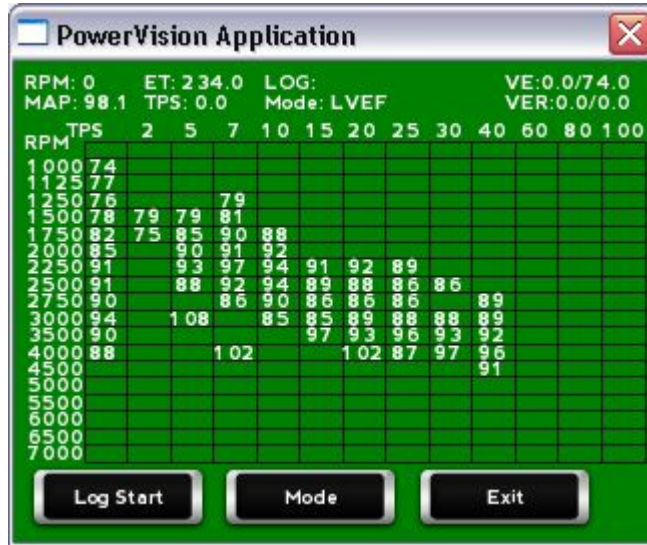 PowerVision Application
RPM: 0 ET: 234.0 LOG: VE:0.0/74.0
MAP: 98.1 TPS: 0.0 Mode: LVEF VER:0.0/0.0
TPS 2 5 7 10 15 20 25 30 40 60 80 100
RPM
1000 74
1125 77
1250 76 79
1500 78 79 79 81
1750 82 75 85 90 88
2000 85 90 91 92
2250 91 93 97 94 91 92 89
2500 91 88 92 94 89 88 86 86
2750 90 86 90 86 86 86 89
3000 94 108 85 85 89 88 88 89
3500 90 97 93 96 93 92
4000 88 102 102 87 97 96
4500 91
5000
5500
6000
6500
7000
Log Start Mode Exit